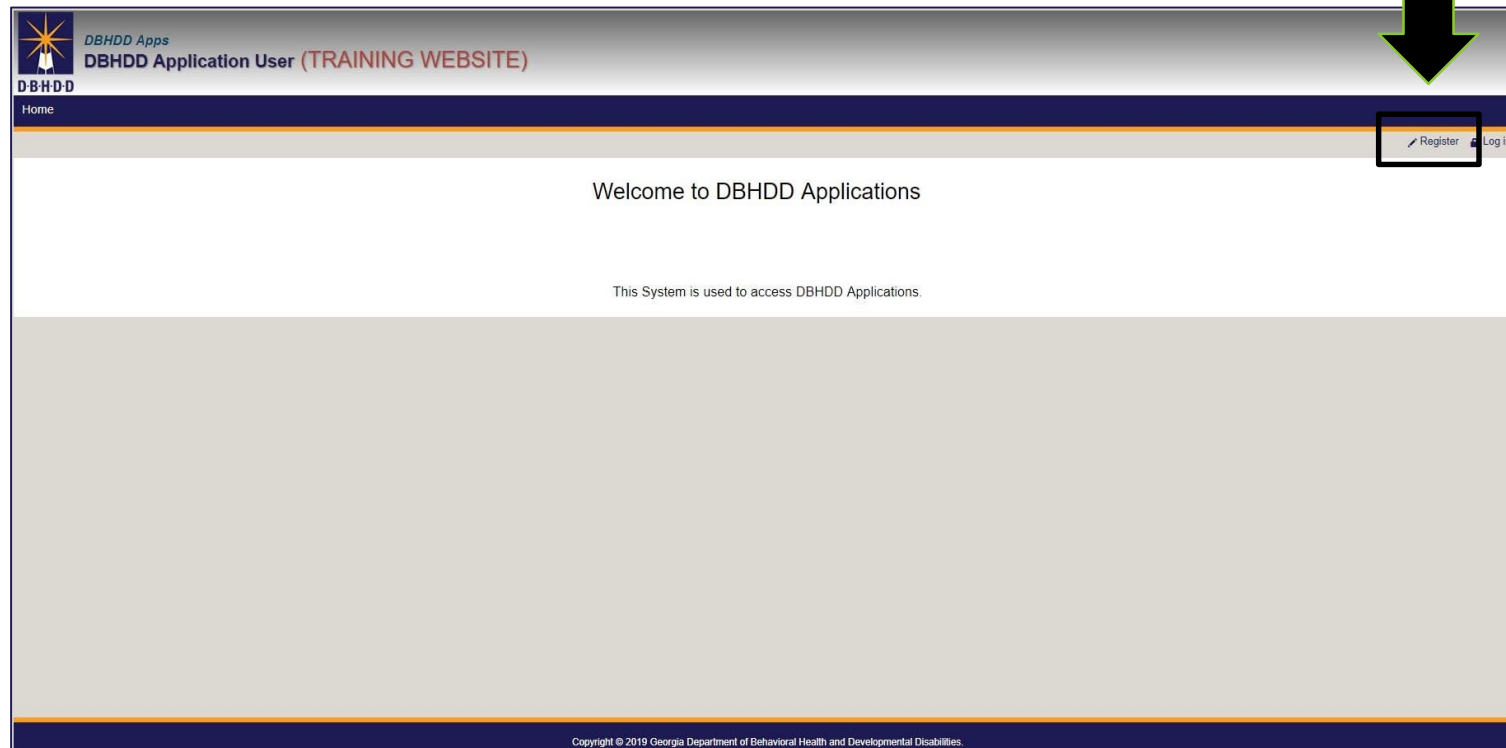 DBHDD Apps
DBHDD Application User (TRAINING WEBSITE)
D·B·H·D·D
Home
Register Log i
Welcome to DBHDD Applications
This System is used to access DBHDD Applications.
Copyright © 2019 Georgia Department of Behavioral Health and Developmental Disabilities.